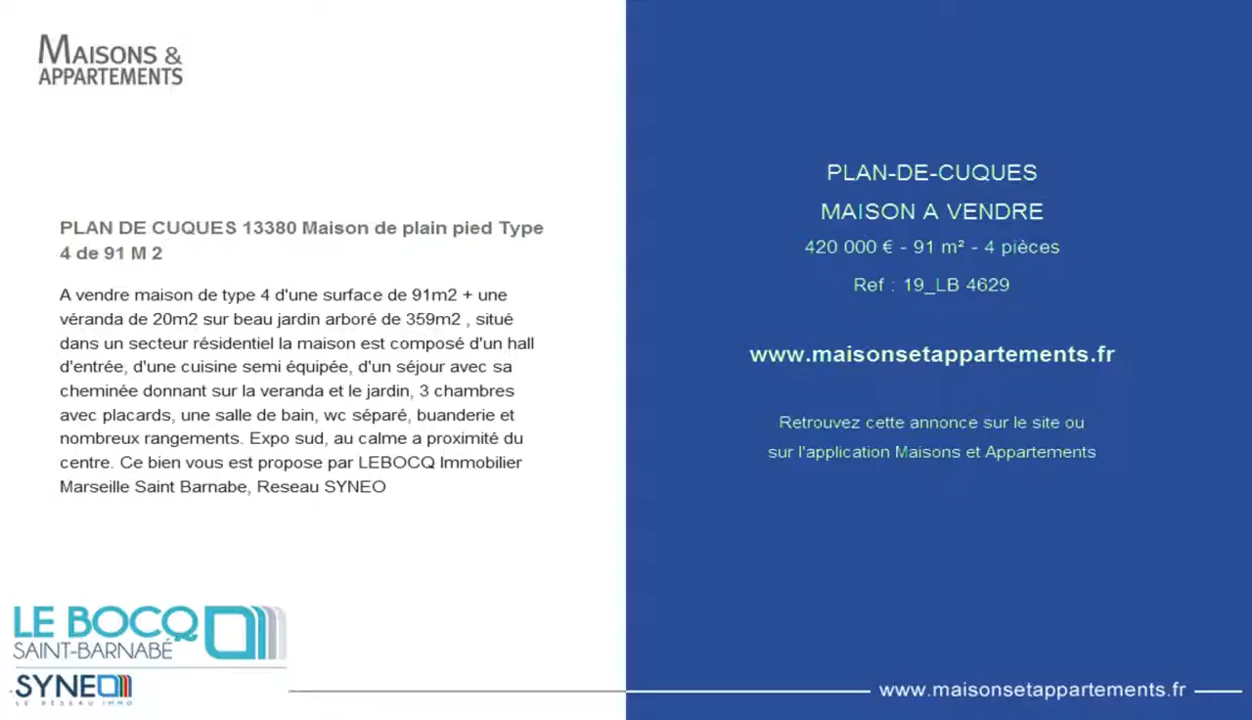 MAISONS &
APPARTEMENTS
PLAN DE CUQUES 13380 Maison de plain pied Type
4 de 91 M 2
A vendre maison de type 4 d'une surface de 91m2 + une
véranda de 20m2 sur beau jardin arboré de 359m2 , situé
dans un secteur résidentiel la maison est composé d'un hall
d'entrée, d'une cuisine semi équipée, d'un séjour avec sa
cheminée donnant sur la veranda et le jardin, 3 chambres
avec placards, une salle de bain, wc séparé, buanderie et
nombreux rangements. Expo sud, au calme a proximité du
centre. Ce bien vous est propose par LEBOCQ Immobilier
Marseille Saint Barnabe, Reseau SYNEO
LE BOCQ
SAINT-BARNABÉ
SYNEO
LE RÉSEAU IMMO
PLAN-DE-CUQUES
MAISON A VENDRE
420 000 € - 91 m² - 4 pièces
Ref : 19_LB 4629
www.maisonsetappartements.fr
Retrouvez cette annonce sur le site ou
sur l'application Maisons et Appartements
www.maisonsetappartements.fr